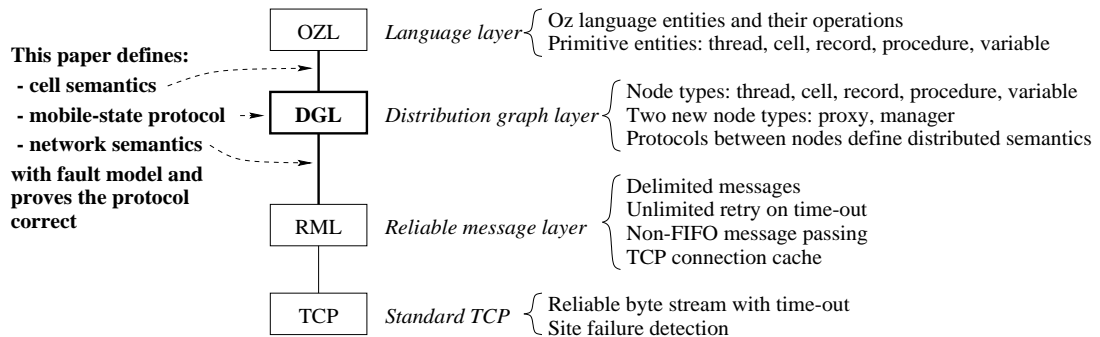 This paper defines:
- cell semantics
- mobile-state protocol
- network semantics
with fault model and
proves the protocol
correct
OZL
Language layer
Oz language entities and their operations
Primitive entities: thread, cell, record, procedure, variable
DGL
Distribution graph layer
Node types: thread, cell, record, procedure, variable
Two new node types: proxy, manager
Protocols between nodes define distributed semantics
RML
Reliable message layer
Delimited messages
Unlimited retry on time-out
Non-FIFO message passing
TCP connection cache
TCP
Standard TCP
Reliable byte stream with time-out
Site failure detection